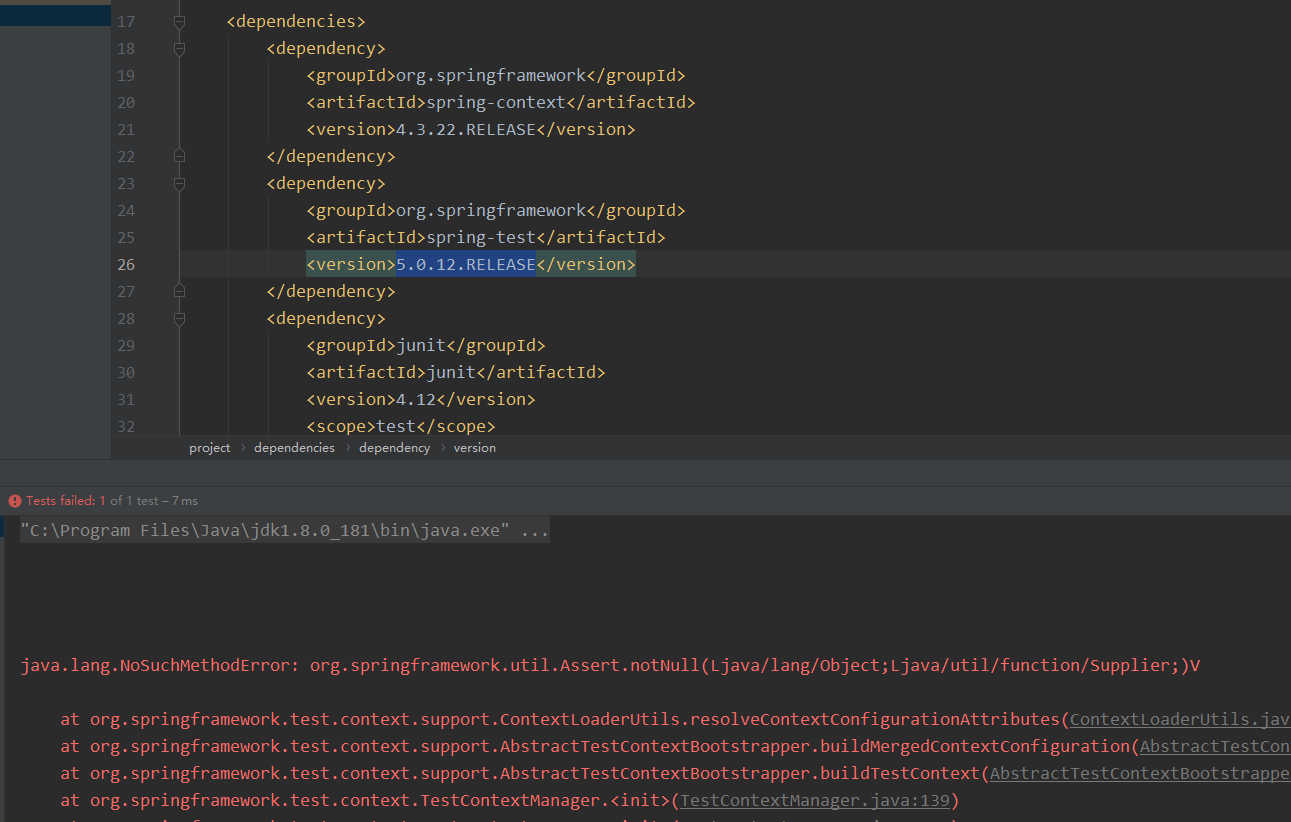 17 <dependencies>
18 <dependency>
19 <groupId>org.springframework</groupId>
20 <artifactId>spring-context</artifactId>
21 <version>4.3.22.RELEASE</version>
22 </dependency>
23 <dependency>
24 <groupId>org.springframework</groupId>
25 <artifactId>spring-test</artifactId>
26 <version>5.0.12.RELEASE</version>
27 </dependency>
28 <dependency>
29 <groupId>junit</groupId>
30 <artifactId>junit</artifactId>
31 <version>4.12</version>
32 <scope>test</scope>
project › dependencies › dependency › version
Tests failed: 1 of 1 test – 7 ms
"C:\Program Files\Java\jdk1.8.0_181\bin\java.exe" ...
java.lang.NoSuchMethodError: org.springframework.util.Assert.notNull(Ljava/lang/Object;Ljava/util/function/Supplier;)V
at org.springframework.test.context.support.ContextLoaderUtils.resolveContextConfigurationAttributes(ContextLoaderUtils.jav
at org.springframework.test.context.support.AbstractTestContextBootstrapper.buildMergedContextConfiguration(AbstractTestCon
at org.springframework.test.context.support.AbstractTestContextBootstrapper.buildTestContext(AbstractTestContextBootstrappe
at org.springframework.test.context.TestContextManager.<init>(TestContextManager.java:139)